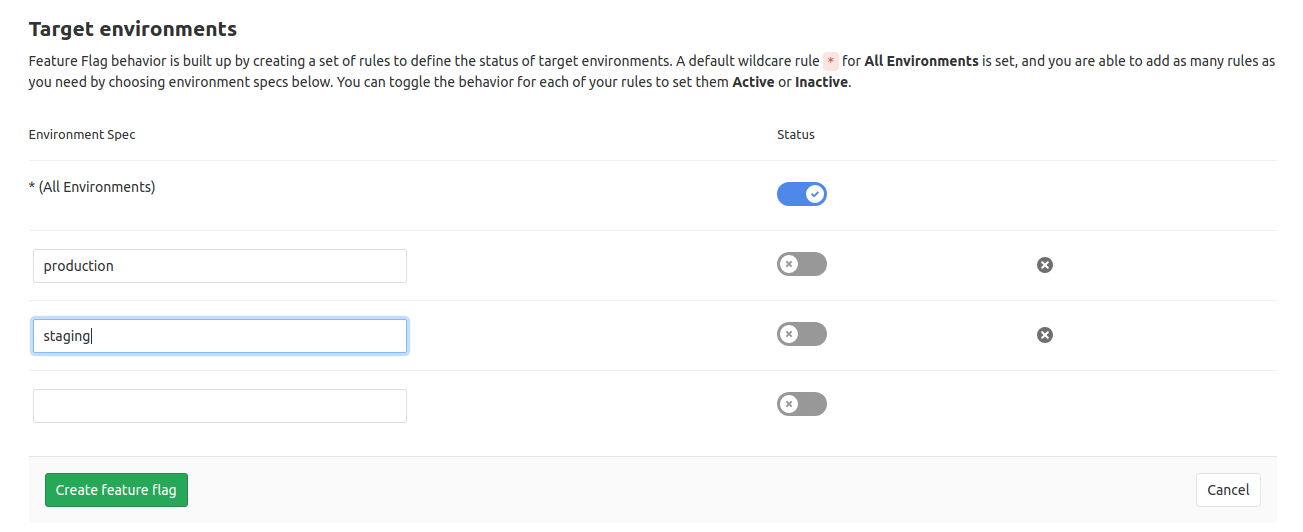 Target environments
Feature Flag behavior is built up by creating a set of rules to define the status of target environments. A default wildcare rule * for All Environments is set, and you are able to add as many rules as
you need by choosing environment specs below. You can toggle the behavior for each of your rules to set them Active or Inactive.
Environment Spec Status
* (All Environments)
production
staging
Create feature flag Cancel